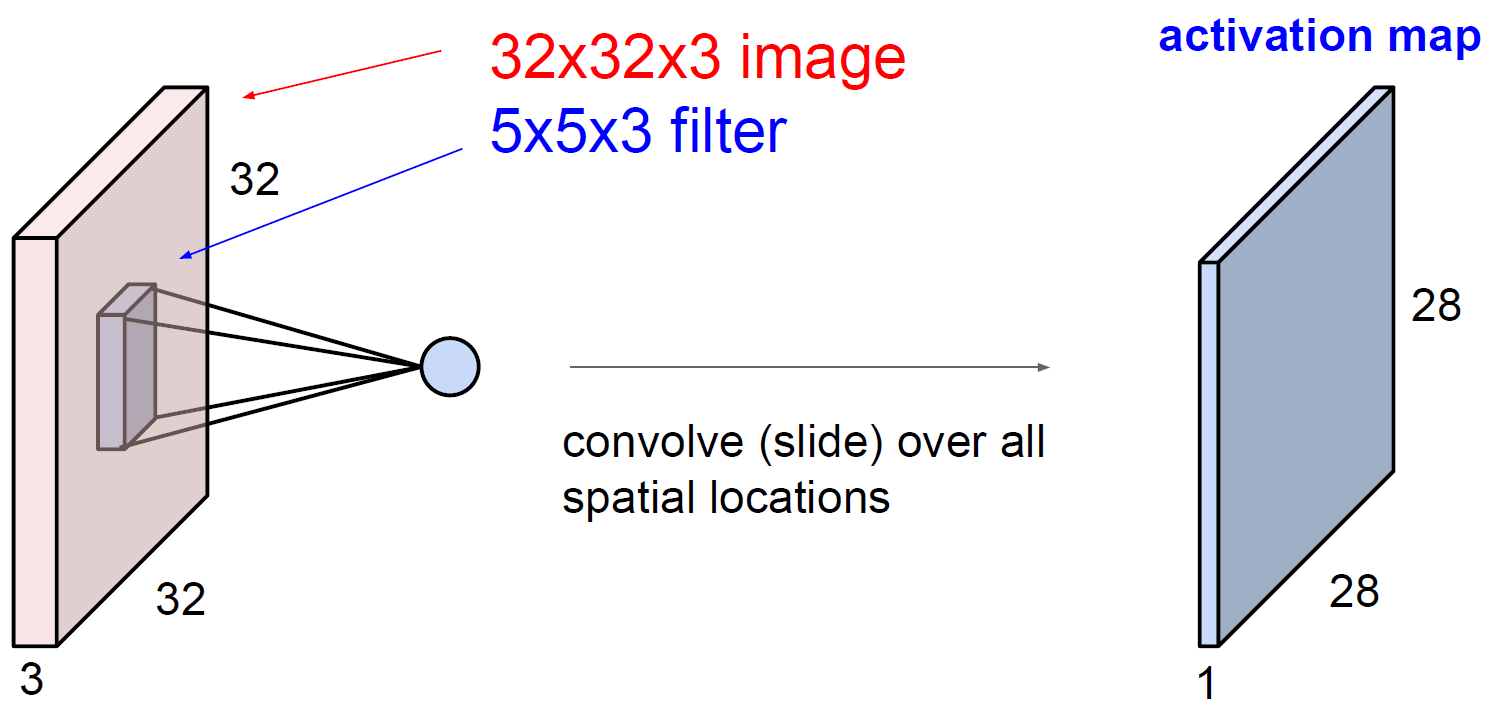 32x32x3 image
5x5x3 filter
32
32
3
convolve (slide) over all
spatial locations
activation map
28
28
1